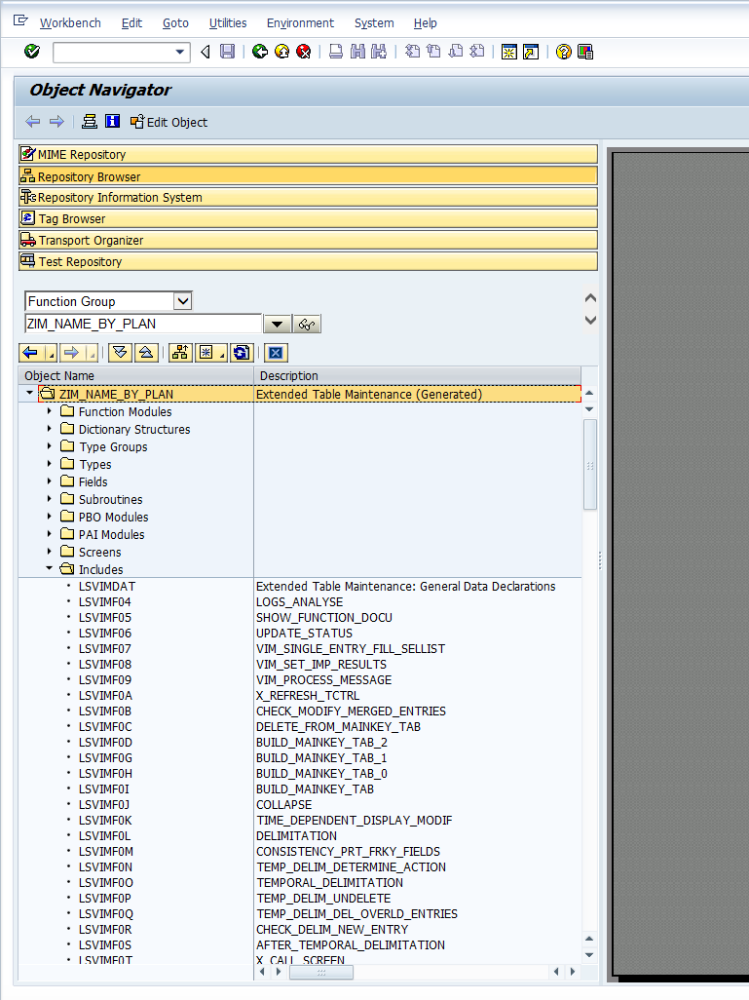 Workbench Edit Goto Utilities Environment System Help
Object Navigator
Edit Object
MIME Repository
Repository Browser
Repository Information System
Tag Browser
Transport Organizer
Test Repository
Function Group
ZIM_NAME_BY_PLAN
Object Name Description
ZIM_NAME_BY_PLAN Extended Table Maintenance (Generated)
Function Modules
Dictionary Structures
Type Groups
Types
Fields
Subroutines
PBO Modules
PAI Modules
Screens
Includes
LSVIMDAT Extended Table Maintenance: General Data Declarations
LSVIMF04 LOGS_ANALYSE
LSVIMF05 SHOW_FUNCTION_DOCU
LSVIMF06 UPDATE_STATUS
LSVIMF07 VIM_SINGLE_ENTRY_FILL_SELLIST
LSVIMF08 VIM_SET_IMP_RESULTS
LSVIMF09 VIM_PROCESS_MESSAGE
LSVIMF0A X_REFRESH_TCTRL
LSVIMF0B CHECK_MODIFY_MERGED_ENTRIES
LSVIMF0C DELETE_FROM_MAINKEY_TAB
LSVIMF0D BUILD_MAINKEY_TAB_2
LSVIMF0G BUILD_MAINKEY_TAB_1
LSVIMF0H BUILD_MAINKEY_TAB_0
LSVIMF0I BUILD_MAINKEY_TAB
LSVIMF0J COLLAPSE
LSVIMF0K TIME_DEPENDENT_DISPLAY_MODIF
LSVIMF0L DELIMITATION
LSVIMF0M CONSISTENCY_PRT_FRKY_FIELDS
LSVIMF0N TEMP_DELIM_DETERMINE_ACTION
LSVIMF0O TEMPORAL_DELIMITATION
LSVIMF0P TEMP_DELIM_UNDELETE
LSVIMF0Q TEMP_DELIM_DEL_OVERLD_ENTRIES
LSVIMF0R CHECK_DELIM_NEW_ENTRY
LSVIMF0S AFTER_TEMPORAL_DELIMITATION
LSVIMF0T X_CALL_SCREEN